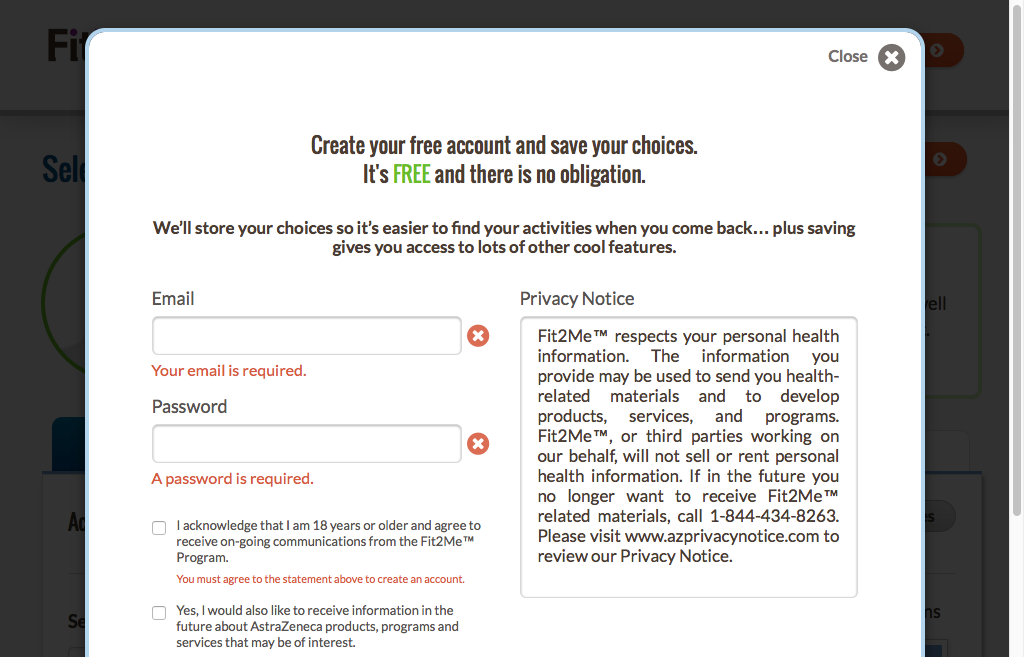 Fit
Close
Sele
Create your free account and save your choices.
It's FREE and there is no obligation.
We'll store your choices so it's easier to find your activities when you come back... plus saving
gives you access to lots of other cool features.
Email
Your email is required.
Password
A password is required.
I acknowledge that I am 18 years or older and agree to
receive on-going communications from the Fit2Me™
Program.
You must agree to the statement above to create an account.
Yes, I would also like to receive information in the
future about AstraZeneca products, programs and
services that may be of interest.
Privacy Notice
Fit2Me™ respects your personal health
information. The information you
provide may be used to send you health-
related materials and to develop
products, services, and programs.
Fit2Me™, or third parties working on
our behalf, will not sell or rent personal
health information. If in the future you
no longer want to receive Fit2Me™
related materials, call 1-844-434-8263.
Please visit www.azprivacynotice.com to
review our Privacy Notice.